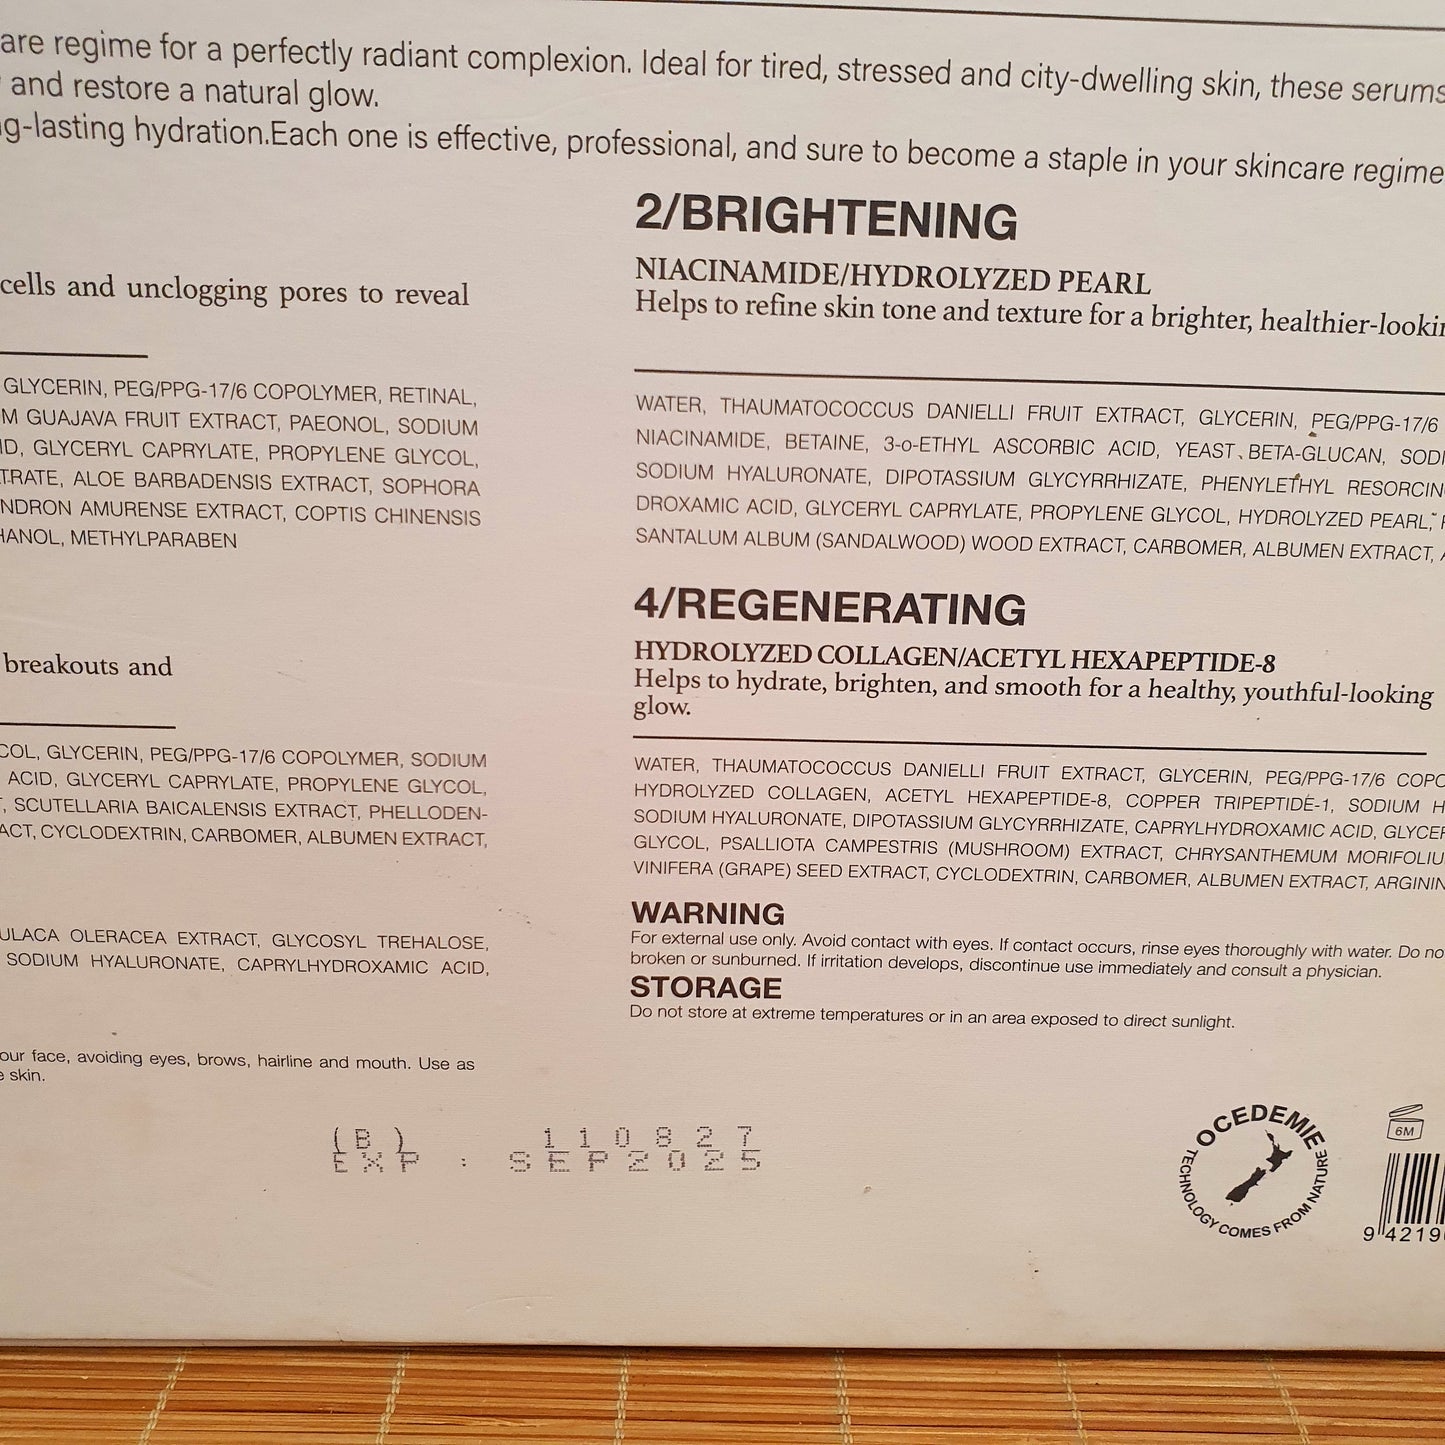 are regime for a perfectly radiant complexion. Ideal for tired, stressed and city-dwelling skin, these serums
and restore a natural glow.
g-lasting hydration.Each one is effective, professional, and sure to become a staple in your skincare regime
cells and unclogging pores to reveal
GLYCERIN, PEG/PPG-17/6 COPOLYMER, RETINAL,
M GUAJAVA FRUIT EXTRACT, PAEONOL, SODIUM
ID, GLYCERYL CAPRYLATE, PROPYLENE GLYCOL,
TRATE, ALOE BARBADENSIS EXTRACT, SOPHORA
NDRON AMURENSE EXTRACT, COPTIS CHINENSIS
HANOL, METHYLPARABEN
breakouts and
COL, GLYCERIN, PEG/PPG-17/6 COPOLYMER, SODIUM
ACID, GLYCERYL CAPRYLATE, PROPYLENE GLYCOL,
SCUTELLARIA BAICALENSIS EXTRACT, PHELLODEN-
ACT, CYCLODEXTRIN, CARBOMER, ALBUMEN EXTRACT,
ULACA OLERACEA EXTRACT, GLYCOSYL TREHALOSE,
SODIUM HYALURONATE, CAPRYLHYDROXAMIC ACID,
our face, avoiding eyes, brows, hairline and mouth. Use as
e skin.
2/BRIGHTENING
NIACINAMIDE/HYDROLYZED PEARL
Helps to refine skin tone and texture for a brighter, healthier-lookin
WATER, THAUMATOCOCCUS DANIELLI FRUIT EXTRACT, GLYCERIN, PEG/PPG-17/6
NIACINAMIDE, BETAINE, 3-o-ETHYL ASCORBIC ACID, YEAST BETA-GLUCAN, SODI
SODIUM HYALURONATE, DIPOTASSIUM GLYCYRRHIZATE, PHENYLETHYL RESORCIN
DROXAMIC ACID, GLYCERYL CAPRYLATE, PROPYLENE GLYCOL, HYDROLYZED PEARL,
SANTALUM ALBUM (SANDALWOOD) WOOD EXTRACT, CARBOMER, ALBUMEN EXTRACT, A
4/REGENERATING
HYDROLYZED COLLAGEN/ACETYL HEXAPEPTIDE-8
Helps to hydrate, brighten, and smooth for a healthy, youthful-looking
glow.
WATER, THAUMATOCOCCUS DANIELLI FRUIT EXTRACT, GLYCERIN, PEG/PPG-17/6 COPO
HYDROLYZED COLLAGEN, ACETYL HEXAPEPTIDE-8, COPPER TRIPEPTIDE-1, SODIUM H
SODIUM HYALURONATE, DIPOTASSIUM GLYCYRRHIZATE, CAPRYLHYDROXAMIC ACID, GLYCER
GLYCOL, PSALLIOTA CAMPESTRIS (MUSHROOM) EXTRACT, CHRYSANTHEMUM MORIFOLIU
VINIFERA (GRAPE) SEED EXTRACT, CYCLODEXTRIN, CARBOMER, ALBUMEN EXTRACT, ARGININ
WARNING
For external use only. Avoid contact with eyes. If contact occurs, rinse eyes thoroughly with water. Do no
broken or sunburned. If irritation develops, discontinue use immediately and consult a physician.
STORAGE
Do not store at extreme temperatures or in an area exposed to direct sunlight.
(B) 110827
EXP : SEP2025
OCEDEMIE
TECHNOLOGY COMES FROM NATURE
6M
9 4219